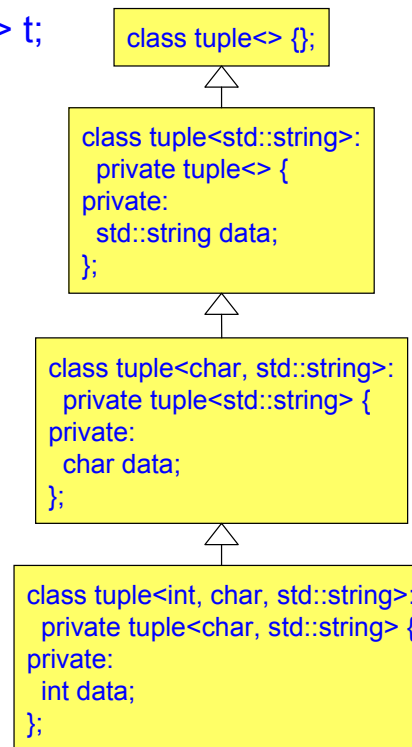 > t;
class tuple<> {};
class tuple<std::string>:
private tuple<> {
private:
std::string data;
};
class tuple<char, std::string>:
private tuple<std::string> {
private:
char data;
};
class tuple<int, char, std::string>:
private tuple<char, std::string> {
private:
int data;
};